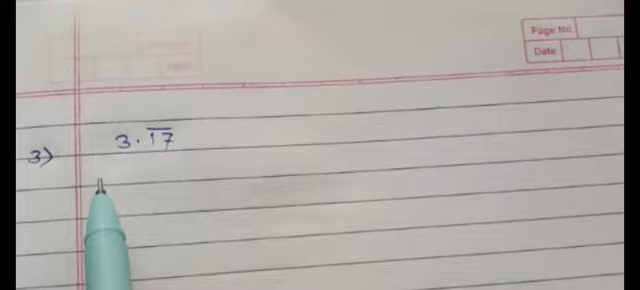 Page No.
Date
3) 3.1̅7̅